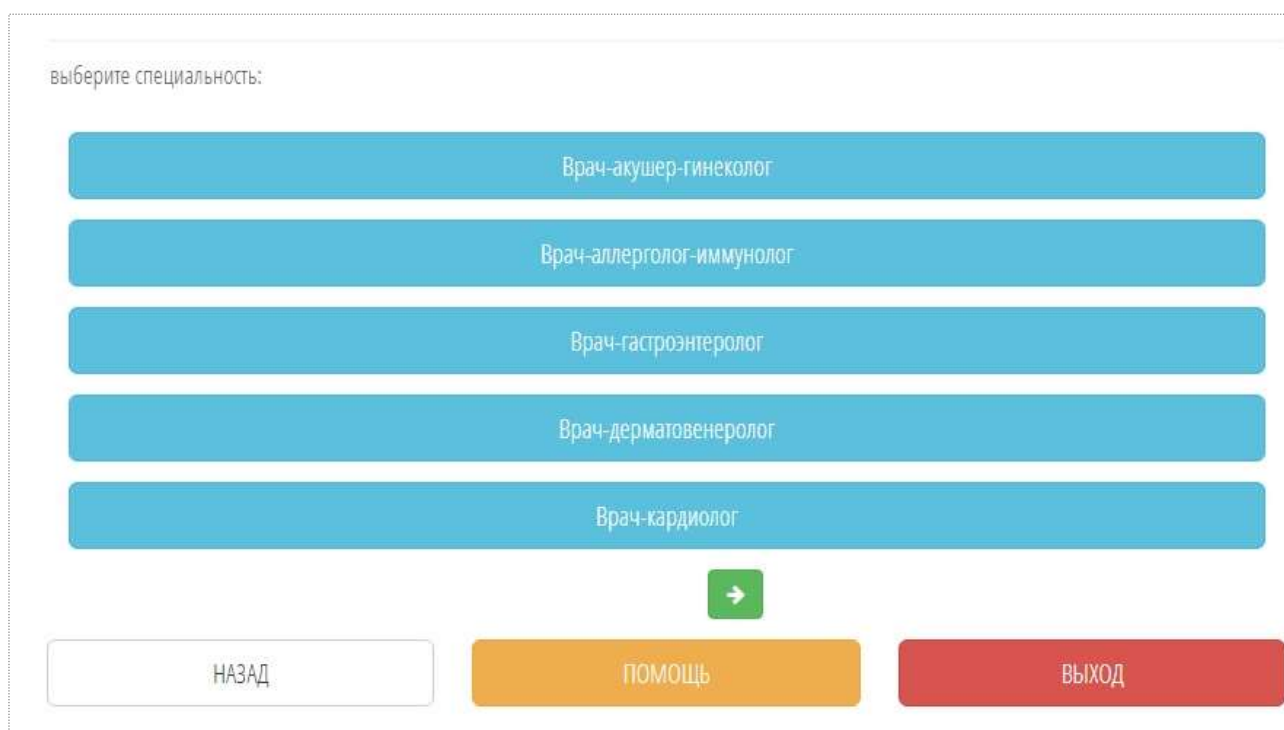 выберите специальность:
Врач-акушер-гинеколог
Врач-аллерголог-иммунолог
Врач-гастроэнтеролог
Врач-дерматовенеролог
Врач-кардиолог
НАЗАД
ПОМОЩЬ
ВЫХОД